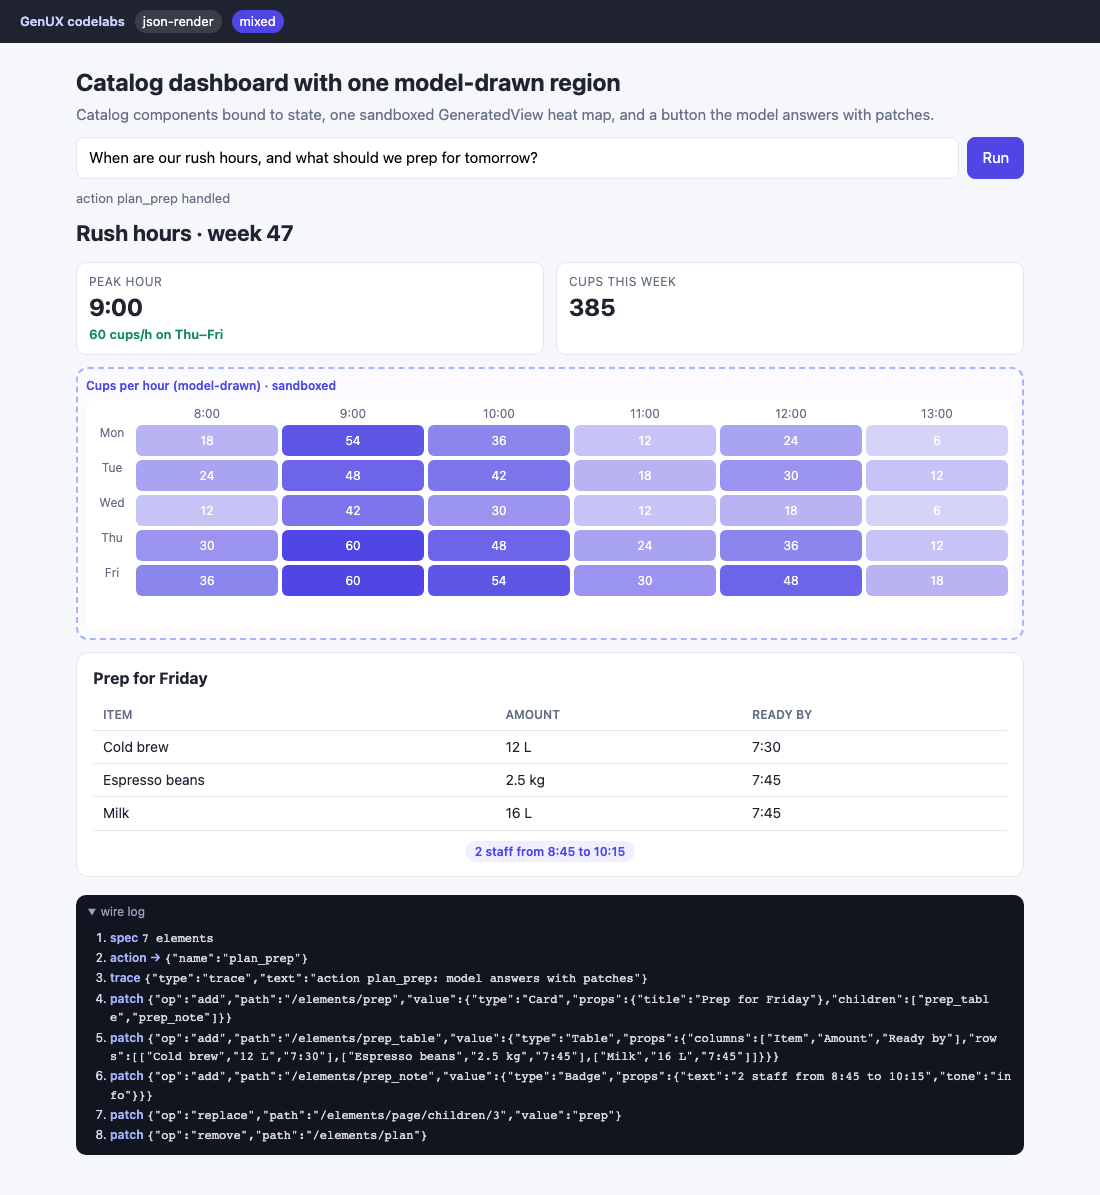 GenUX codelabs json-render mixed
Catalog dashboard with one model-drawn region
Catalog components bound to state, one sandboxed GeneratedView heat map, and a button the model answers with patches.
When are our rush hours, and what should we prep for tomorrow? Run
action plan_prep handled
Rush hours · week 47
PEAK HOUR
9:00
60 cups/h on Thu–Fri
CUPS THIS WEEK
385
Cups per hour (model-drawn) · sandboxed
8:00 9:00 10:00 11:00 12:00 13:00
Mon 18 54 36 12 24 6
Tue 24 48 42 18 30 12
Wed 12 42 30 12 18 6
Thu 30 60 48 24 36 12
Fri 36 60 54 30 48 18
Prep for Friday
ITEM AMOUNT READY BY
Cold brew 12 L 7:30
Espresso beans 2.5 kg 7:45
Milk 16 L 7:45
2 staff from 8:45 to 10:15
▼ wire log
1. spec 7 elements
2. action → {"name":"plan_prep"}
3. trace {"type":"trace","text":"action plan_prep: model answers with patches"}
4. patch {"op":"add","path":"/elements/prep","value":{"type":"Card","props":{"title":"Prep for Friday"},"children":["prep_tabl
e","prep_note"]}}
5. patch {"op":"add","path":"/elements/prep_table","value":{"type":"Table","props":{"columns":["Item","Amount","Ready by"],"row
s":[["Cold brew","12 L","7:30"],["Espresso beans","2.5 kg","7:45"],["Milk","16 L","7:45"]]}}}
6. patch {"op":"add","path":"/elements/prep_note","value":{"type":"Badge","props":{"text":"2 staff from 8:45 to 10:15","tone":"in
fo"}}}
7. patch {"op":"replace","path":"/elements/page/children/3","value":"prep"}
8. patch {"op":"remove","path":"/elements/plan"}